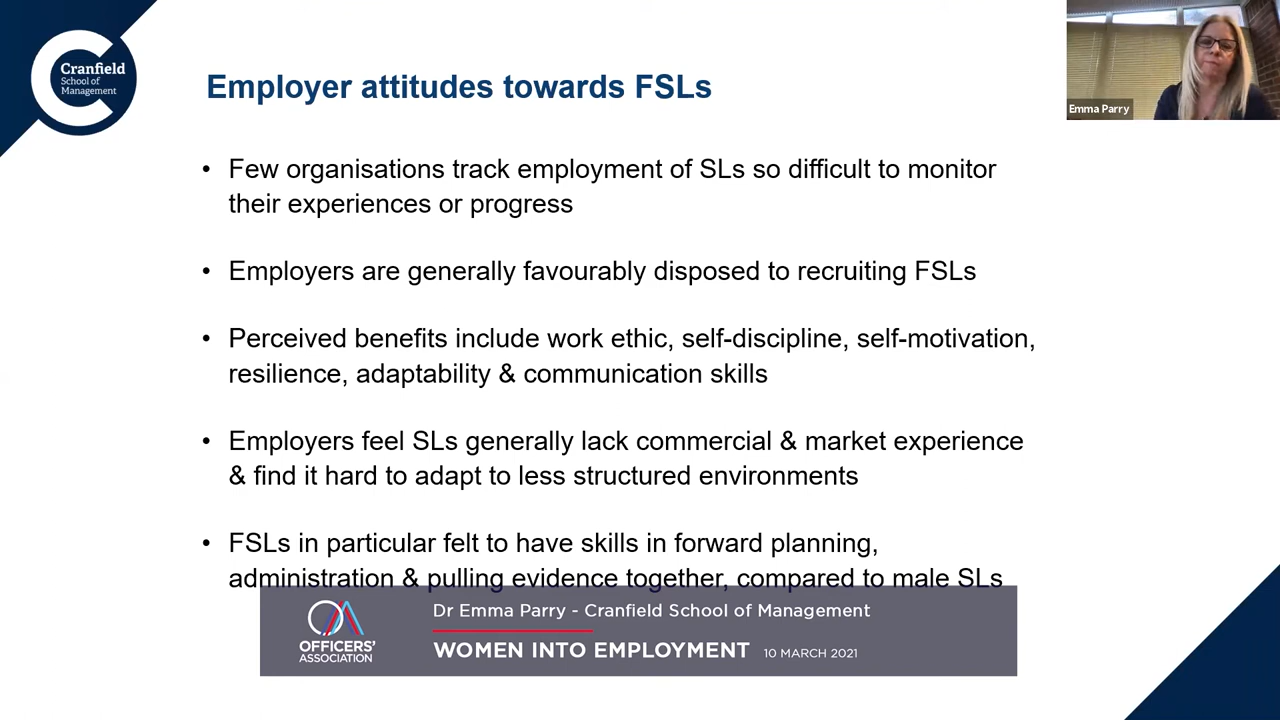 Cranfield
School of
Management
Employer attitudes towards FSLs
Emma Parry
• Few organisations track employment of SLs so difficult to monitor
their experiences or progress
• Employers are generally favourably disposed to recruiting FSLs
• Perceived benefits include work ethic, self-discipline, self-motivation,
resilience, adaptability & communication skills
• Employers feel SLs generally lack commercial & market experience
& find it hard to adapt to less structured environments
• FSLs in particular felt to have skills in forward planning,
administration & pulling evidence together, compared to male SLs
OFFICERS'
ASSOCIATION
Dr Emma Parry - Cranfield School of Management
WOMEN INTO EMPLOYMENT 10 MARCH 2021